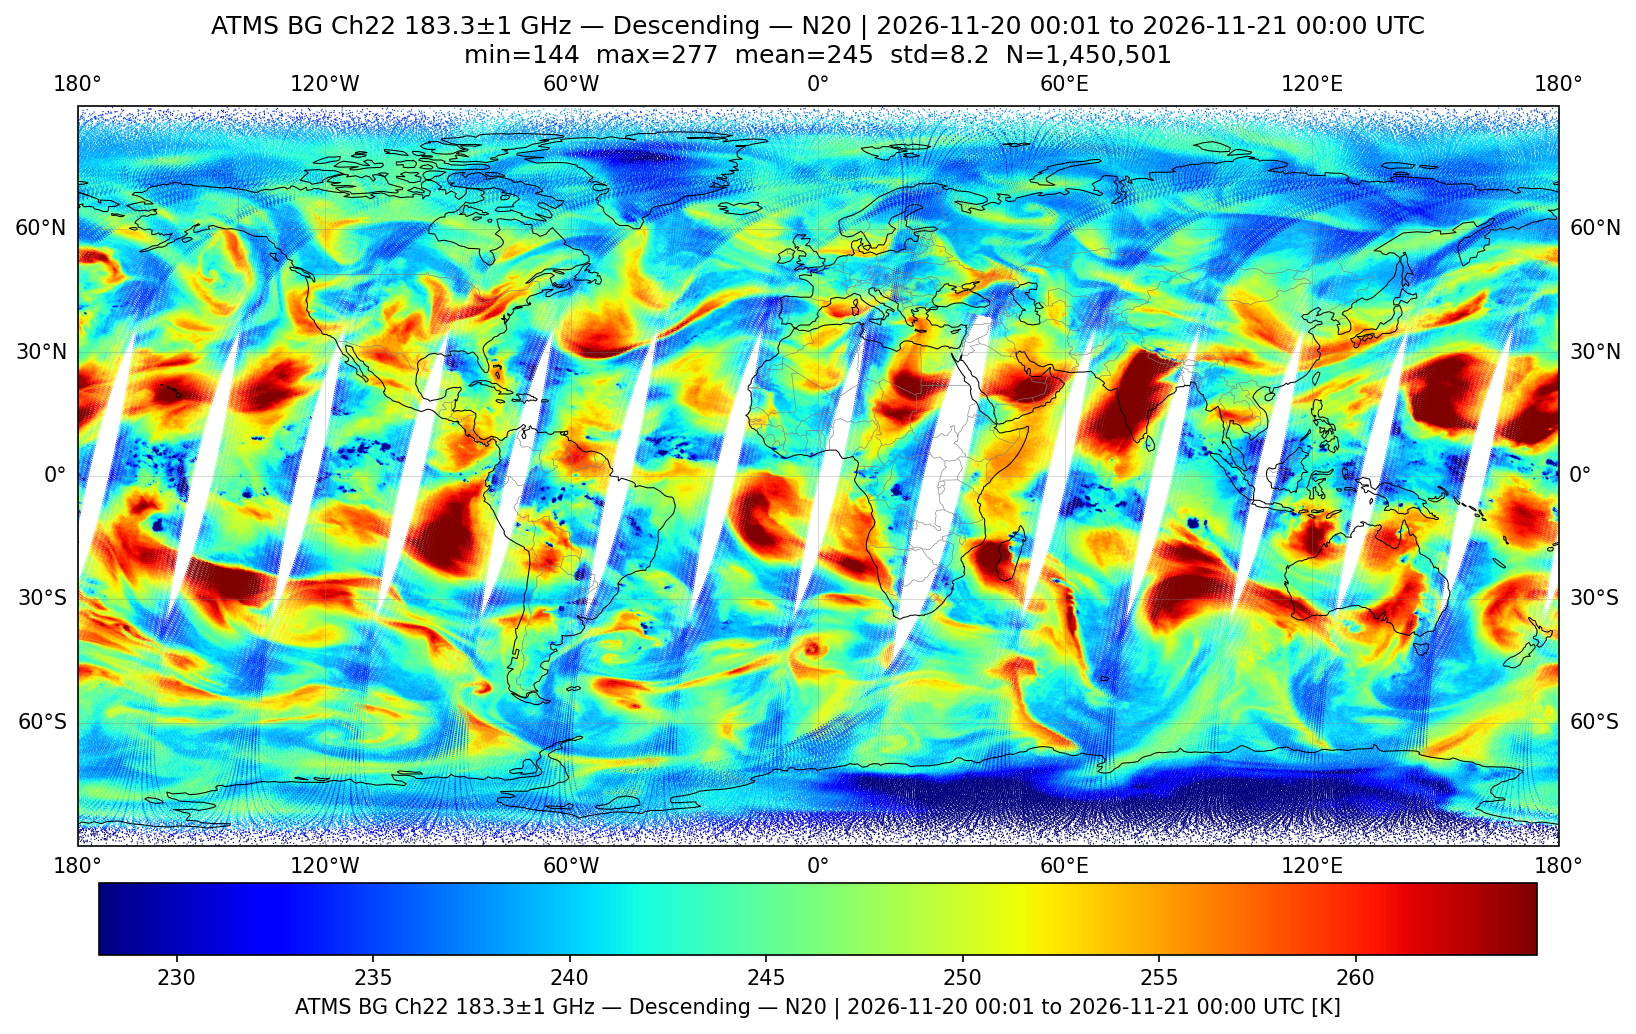 ATMS BG Ch22 183.3±1 GHz — Descending — N20 | 2026-11-20 00:01 to 2026-11-21 00:00 UTC
min=144 max=277 mean=245 std=8.2 N=1,450,501
180° 120°W 60°W 0° 60°E 120°E 180°
60°N 60°N
30°N 30°N
0° 0°
30°S 30°S
60°S 60°S
180° 120°W 60°W 0° 60°E 120°E 180°
230 235 240 245 250 255 260
ATMS BG Ch22 183.3±1 GHz — Descending — N20 | 2026-11-20 00:01 to 2026-11-21 00:00 UTC [K]